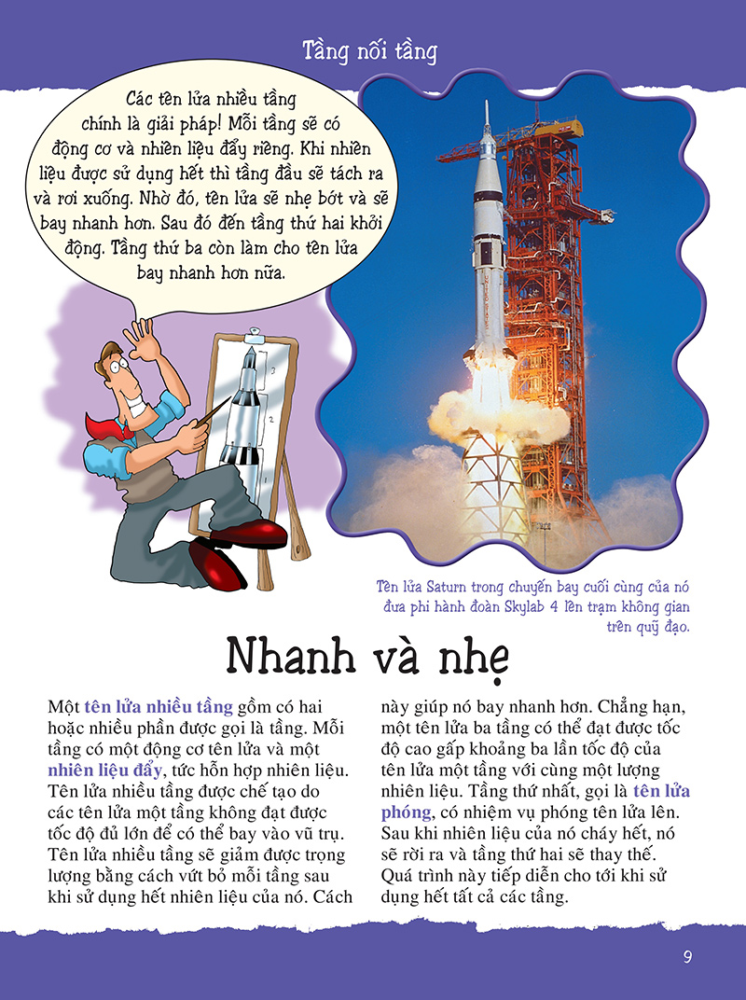 Tầng nối tầng
Các tên lửa nhiều tầng
chính là giải pháp! Mỗi tầng sẽ có
động cơ và nhiên liệu đẩy riêng. Khi nhiên
liệu được sử dụng hết thì tầng đầu sẽ tách ra
và rơi xuống. Nhờ đó, tên lửa sẽ nhẹ bớt và sẽ
bay nhanh hơn. Sau đó đến tầng thứ hai khởi
động. Tầng thứ ba còn làm cho tên lửa
bay nhanh hơn nữa.
3
2
1
Tên lửa Saturn trong chuyến bay cuối cùng của nó
đưa phi hành đoàn Skylab 4 lên trạm không gian
trên quỹ đạo.
Nhanh và nhẹ
Một tên lửa nhiều tầng gồm có hai
hoặc nhiều phần được gọi là tầng. Mỗi
tầng có một động cơ tên lửa và một
nhiên liệu đẩy, tức hỗn hợp nhiên liệu.
Tên lửa nhiều tầng được chế tạo do
các tên lửa một tầng không đạt được
tốc độ đủ lớn để có thể bay vào vũ trụ.
Tên lửa nhiều tầng sẽ giảm được trọng
lượng bằng cách vứt bỏ mỗi tầng sau
khi sử dụng hết nhiên liệu của nó. Cách
này giúp nó bay nhanh hơn. Chẳng hạn,
một tên lửa ba tầng có thể đạt được tốc
độ cao gấp khoảng ba lần tốc độ của
tên lửa một tầng với cùng một lượng
nhiên liệu. Tầng thứ nhất, gọi là tên lửa
phóng, có nhiệm vụ phóng tên lửa lên.
Sau khi nhiên liệu của nó cháy hết, nó
sẽ rời ra và tầng thứ hai sẽ thay thế.
Quá trình này tiếp diễn cho tới khi sử
dụng hết tất cả các tầng.
9